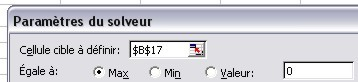 Paramètres du solveur
Cellule cible à définir: $B$17
Égale à: Max Min Valeur: 0